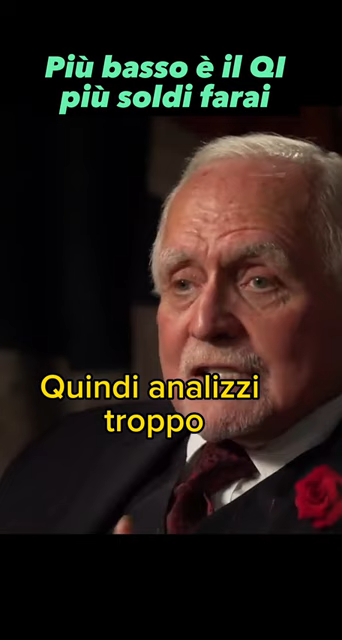 Più basso è il QI
più soldi farai
Quindi analizzi
troppo